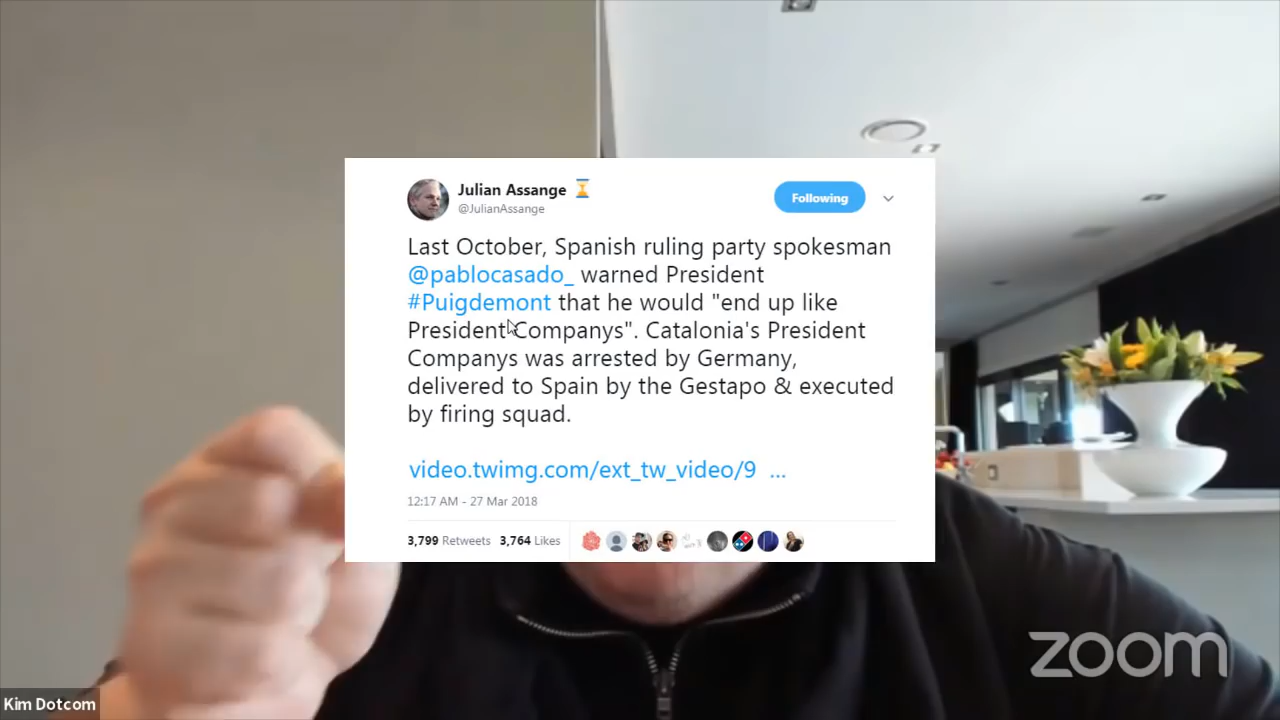 Julian Assange ⌛
@JulianAssange
Following
Last October, Spanish ruling party spokesman
@pablocasado_ warned President
#Puigdemont that he would "end up like
President Companys". Catalonia's President
Companys was arrested by Germany,
delivered to Spain by the Gestapo & executed
by firing squad.
video.twimg.com/ext_tw_video/9 ...
12:17 AM - 27 Mar 2018
3,799 Retweets 3,764 Likes
zoom
Kim Dotcom